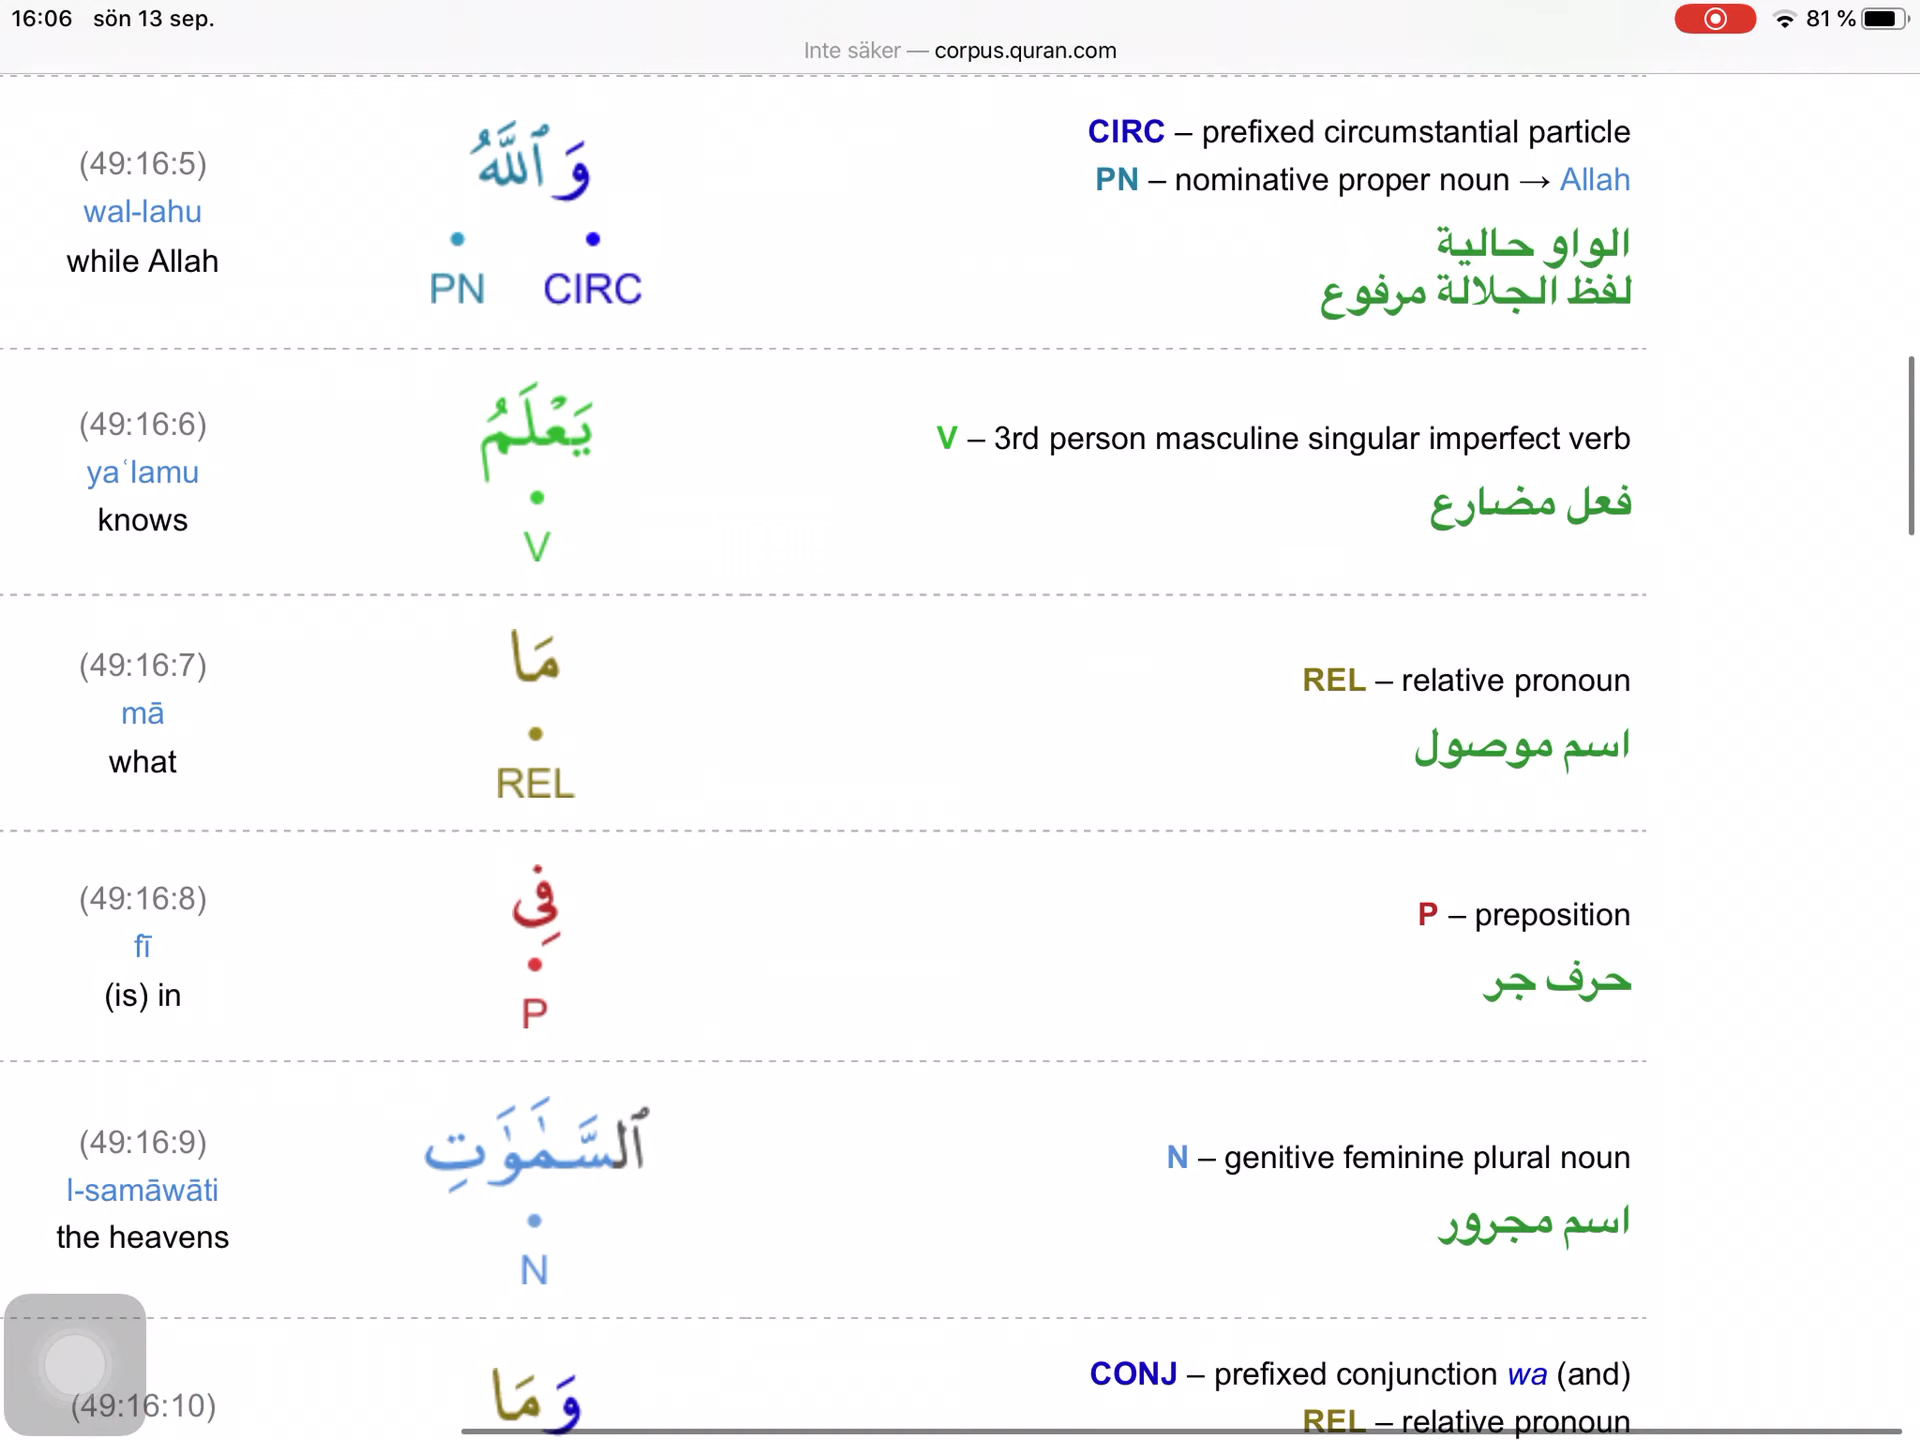 16:06 sön 13 sep.
81 %
Inte säker — corpus.quran.com
(49:16:5)
wal-lahu
while Allah
وَٱللَّهُ
PN CIRC
CIRC – prefixed circumstantial particle
PN – nominative proper noun → Allah
الواو حالية
لفظ الجلالة مرفوع
(49:16:6)
yaʿlamu
knows
يَعْلَمُ
V
V – 3rd person masculine singular imperfect verb
فعل مضارع
(49:16:7)
mā
what
مَا
REL
REL – relative pronoun
اسم موصول
(49:16:8)
fī
(is) in
فِى
P
P – preposition
حرف جر
(49:16:9)
l-samāwāti
the heavens
ٱلسَّمَٰوَٰتِ
N
N – genitive feminine plural noun
اسم مجرور
(49:16:10)
وَمَا
CONJ – prefixed conjunction wa (and)
REL – relative pronoun